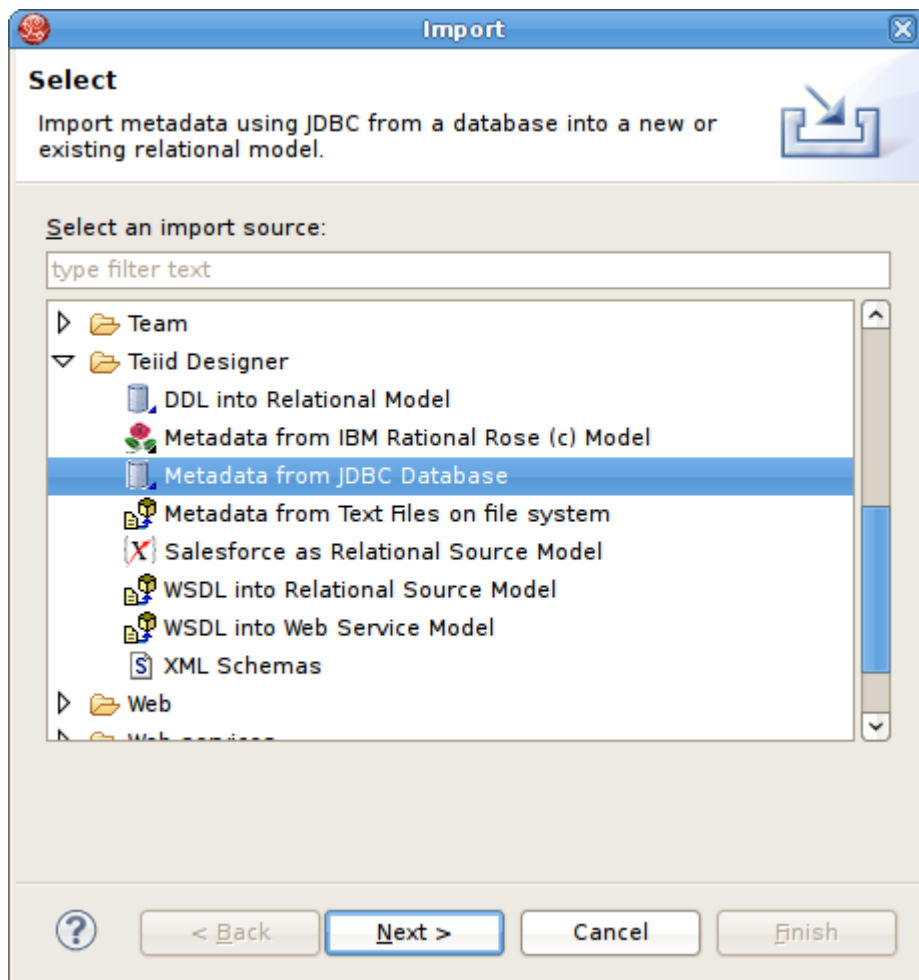 Import
Select
Import metadata using JDBC from a database into a new or
existing relational model.
Select an import source:
type filter text
Team
Teiid Designer
DDL into Relational Model
Metadata from IBM Rational Rose (c) Model
Metadata from JDBC Database
Metadata from Text Files on file system
Salesforce as Relational Source Model
WSDL into Relational Source Model
WSDL into Web Service Model
XML Schemas
Web
Web services
< Back Next > Cancel Finish